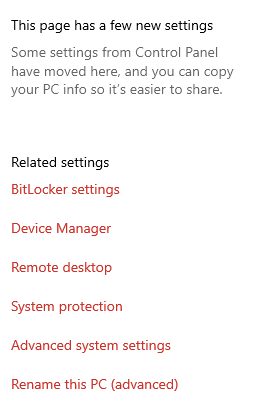 This page has a few new settings
Some settings from Control Panel
have moved here, and you can copy
your PC info so it's easier to share.
Related settings
BitLocker settings
Device Manager
Remote desktop
System protection
Advanced system settings
Rename this PC (advanced)